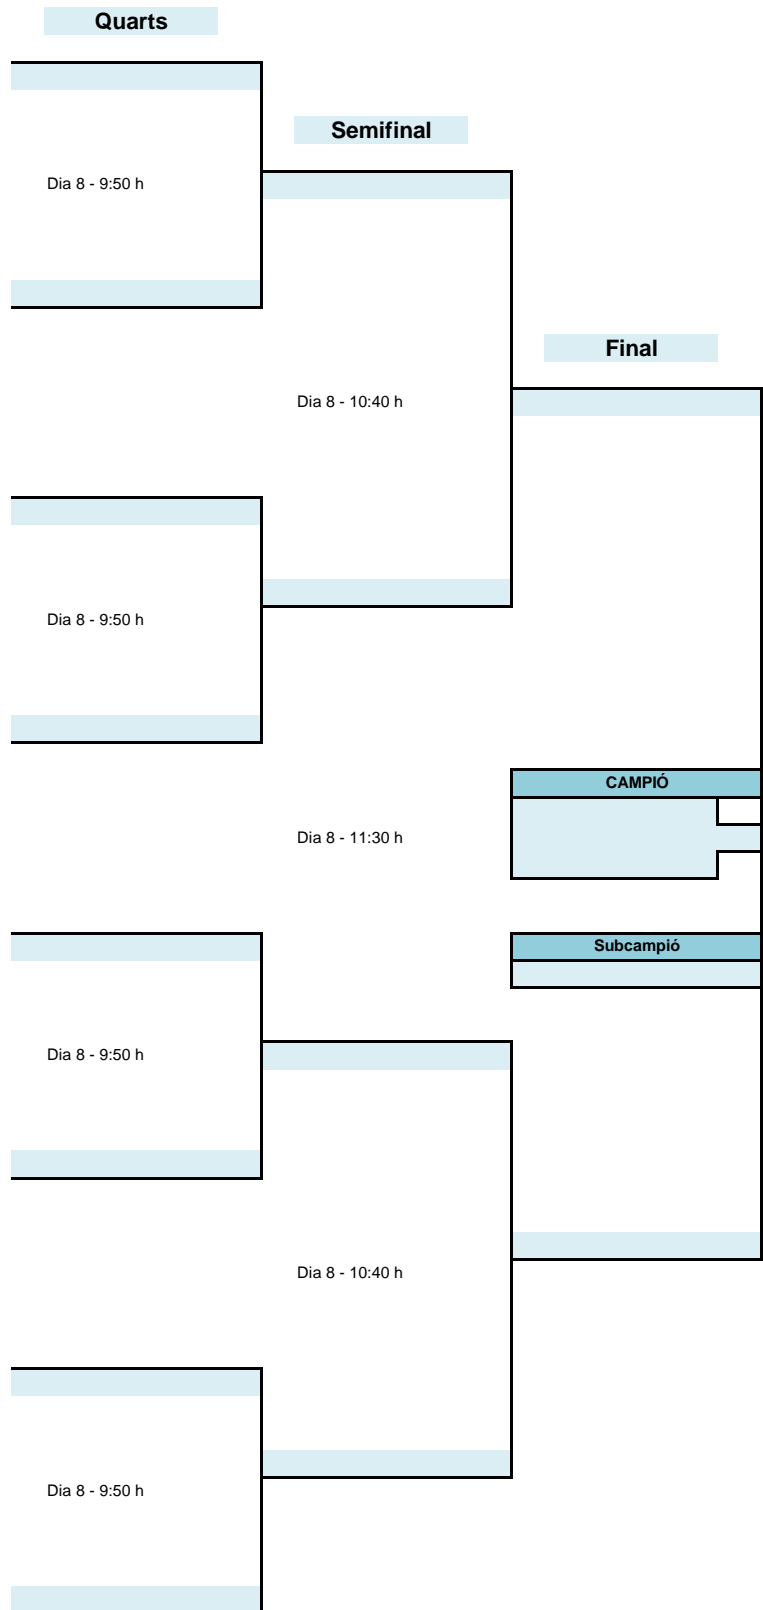 Quarts
Semifinal
Dia 8 - 9:50 h
Final
Dia 8 - 10:40 h
Dia 8 - 9:50 h
CAMPIÓ
Dia 8 - 11:30 h
Subcampió
Dia 8 - 9:50 h
Dia 8 - 10:40 h
Dia 8 - 9:50 h